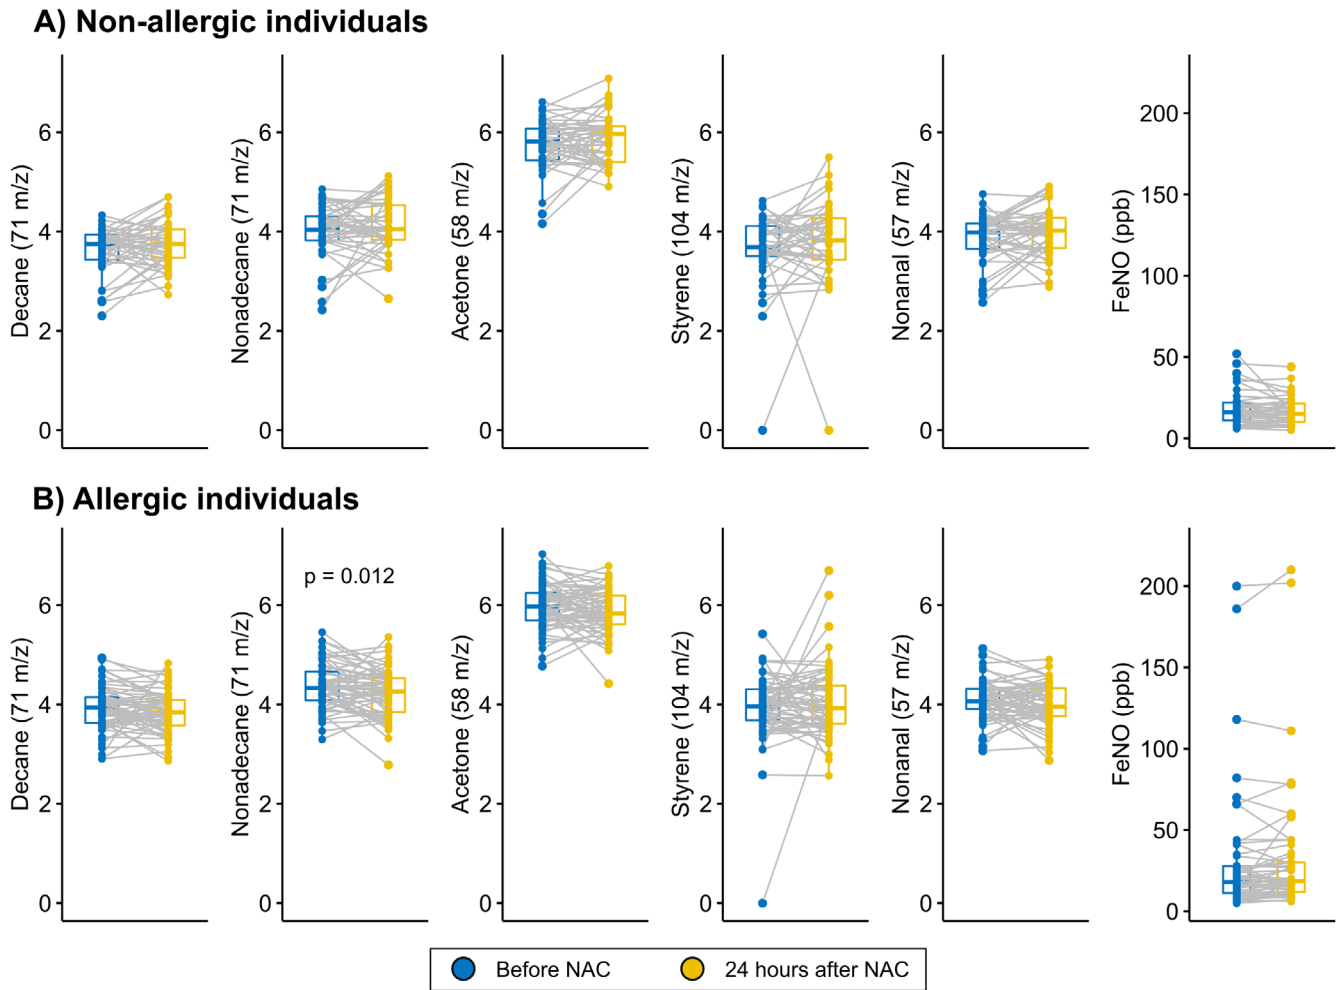 A) Non-allergic individuals
Decane (71 m/z)
6
4
2
0
Nonadecane (71 m/z)
6
4
2
0
Acetone (58 m/z)
6
4
2
0
Styrene (104 m/z)
6
4
2
0
Nonanal (57 m/z)
6
4
2
0
FeNO (ppb)
200
150
100
50
0
B) Allergic individuals
Decane (71 m/z)
6
4
2
0
Nonadecane (71 m/z)
6
4
2
0
p = 0.012
Acetone (58 m/z)
6
4
2
0
Styrene (104 m/z)
6
4
2
0
Nonanal (57 m/z)
6
4
2
0
FeNO (ppb)
200
150
100
50
0
Before NAC
24 hours after NAC